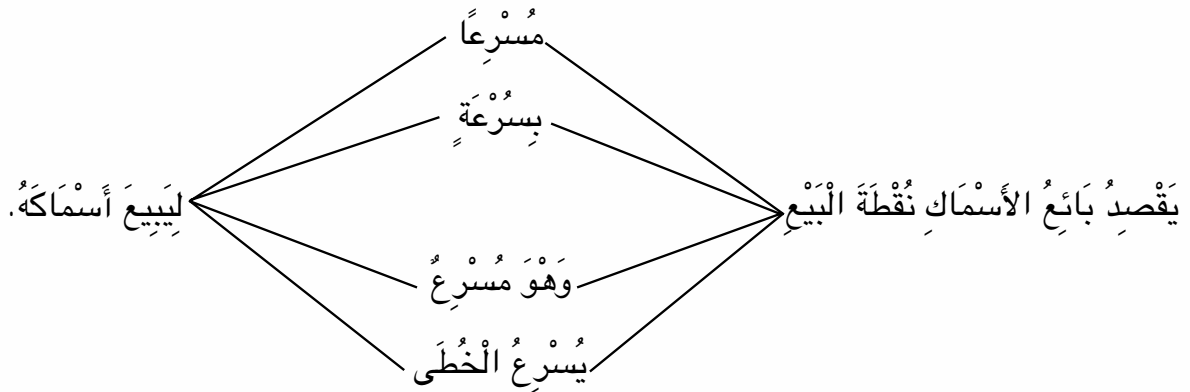 مُسْرِعًا
بِسُرْعَةٍ
يَقْصِدُ بَائِعُ الأَسْمَاكِ نُقْطَةَ الْبَيْعِ
لِيَبِيعَ أَسْمَاكَهُ.
وَهْوَ مُسْرِعٌ
يُسْرِعُ الْخُطَى